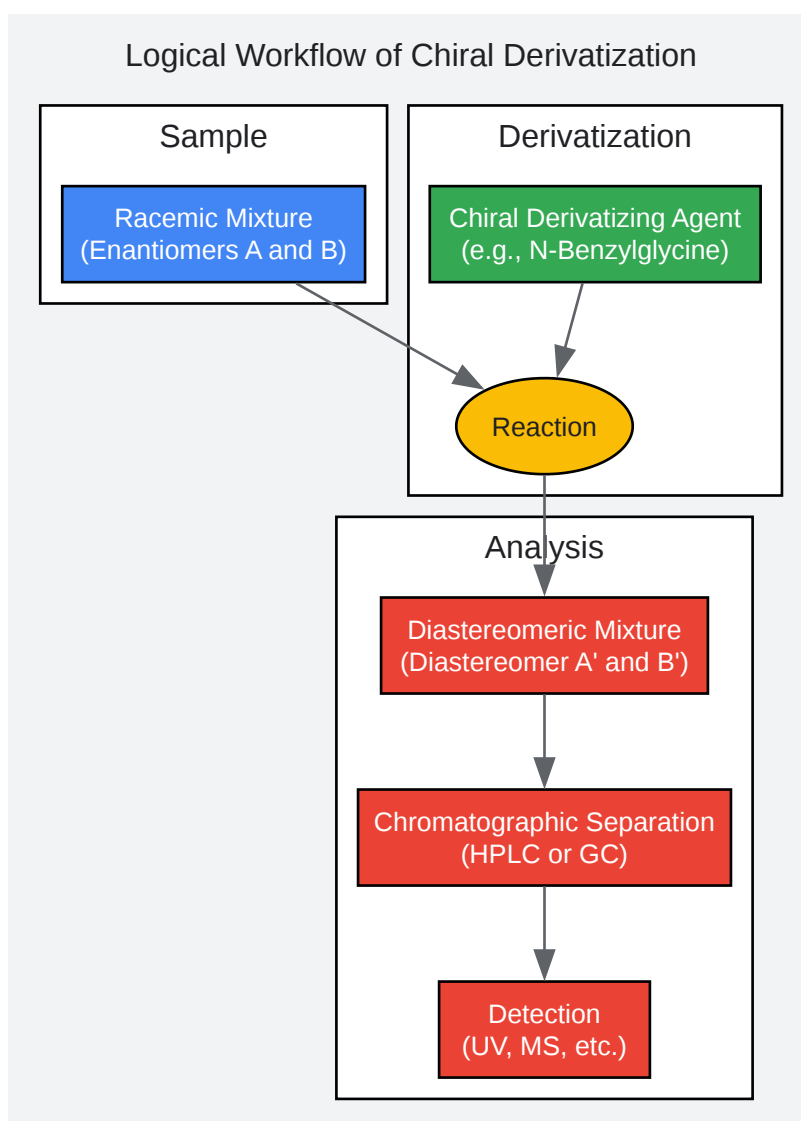 Logical Workflow of Chiral Derivatization
Sample
Racemic Mixture
(Enantiomers A and B)
Derivatization
Chiral Derivatizing Agent
(e.g., N-Benzylglycine)
Reaction
Analysis
Diastereomeric Mixture
(Diastereomer A' and B')
Chromatographic Separation
(HPLC or GC)
Detection
(UV, MS, etc.)